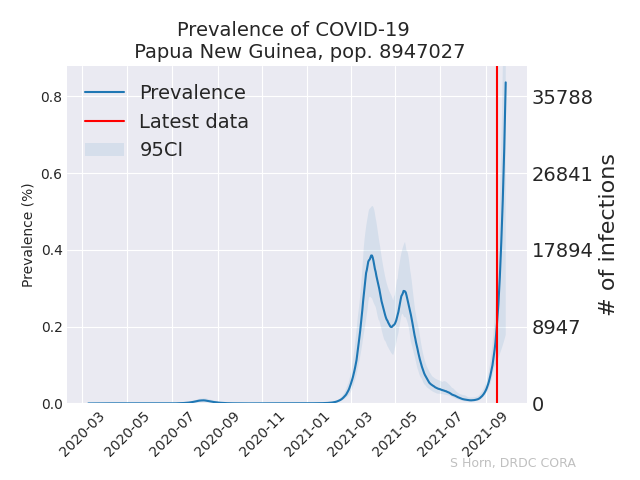 Prevalence of COVID-19
Papua New Guinea, pop. 8947027
Prevalence
Latest data
95CI
Prevalence (%)
0.8
0.6
0.4
0.2
0.0
35788
26841
17894
8947
0
# of infections
2020-03
2020-05
2020-07
2020-09
2020-11
2021-01
2021-03
2021-05
2021-07
2021-09
S Horn, DRDC CORA